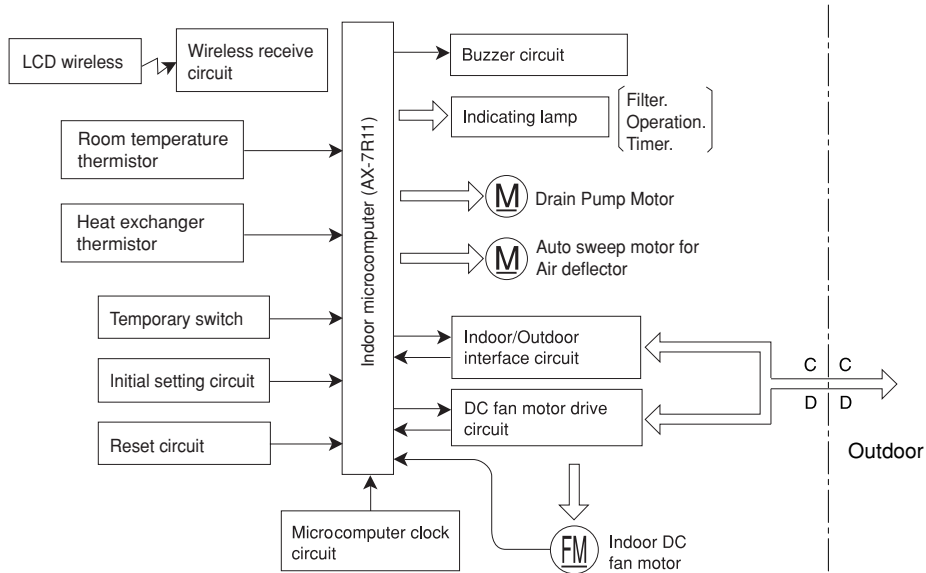 LCD wireless
Wireless receive
circuit
Room temperature
thermistor
Heat exchanger
thermistor
Temporary switch
Initial setting circuit
Reset circuit
Microcomputer clock
circuit
Indoor microcomputer (AX-7R11)
Buzzer circuit
Indicating lamp
Filter.
Operation.
Timer.
M
Drain Pump Motor
M
Auto sweep motor for
Air deflector
Indoor/Outdoor
interface circuit
DC fan motor drive
circuit
C C
D D
Outdoor
FM
Indoor DC
fan motor